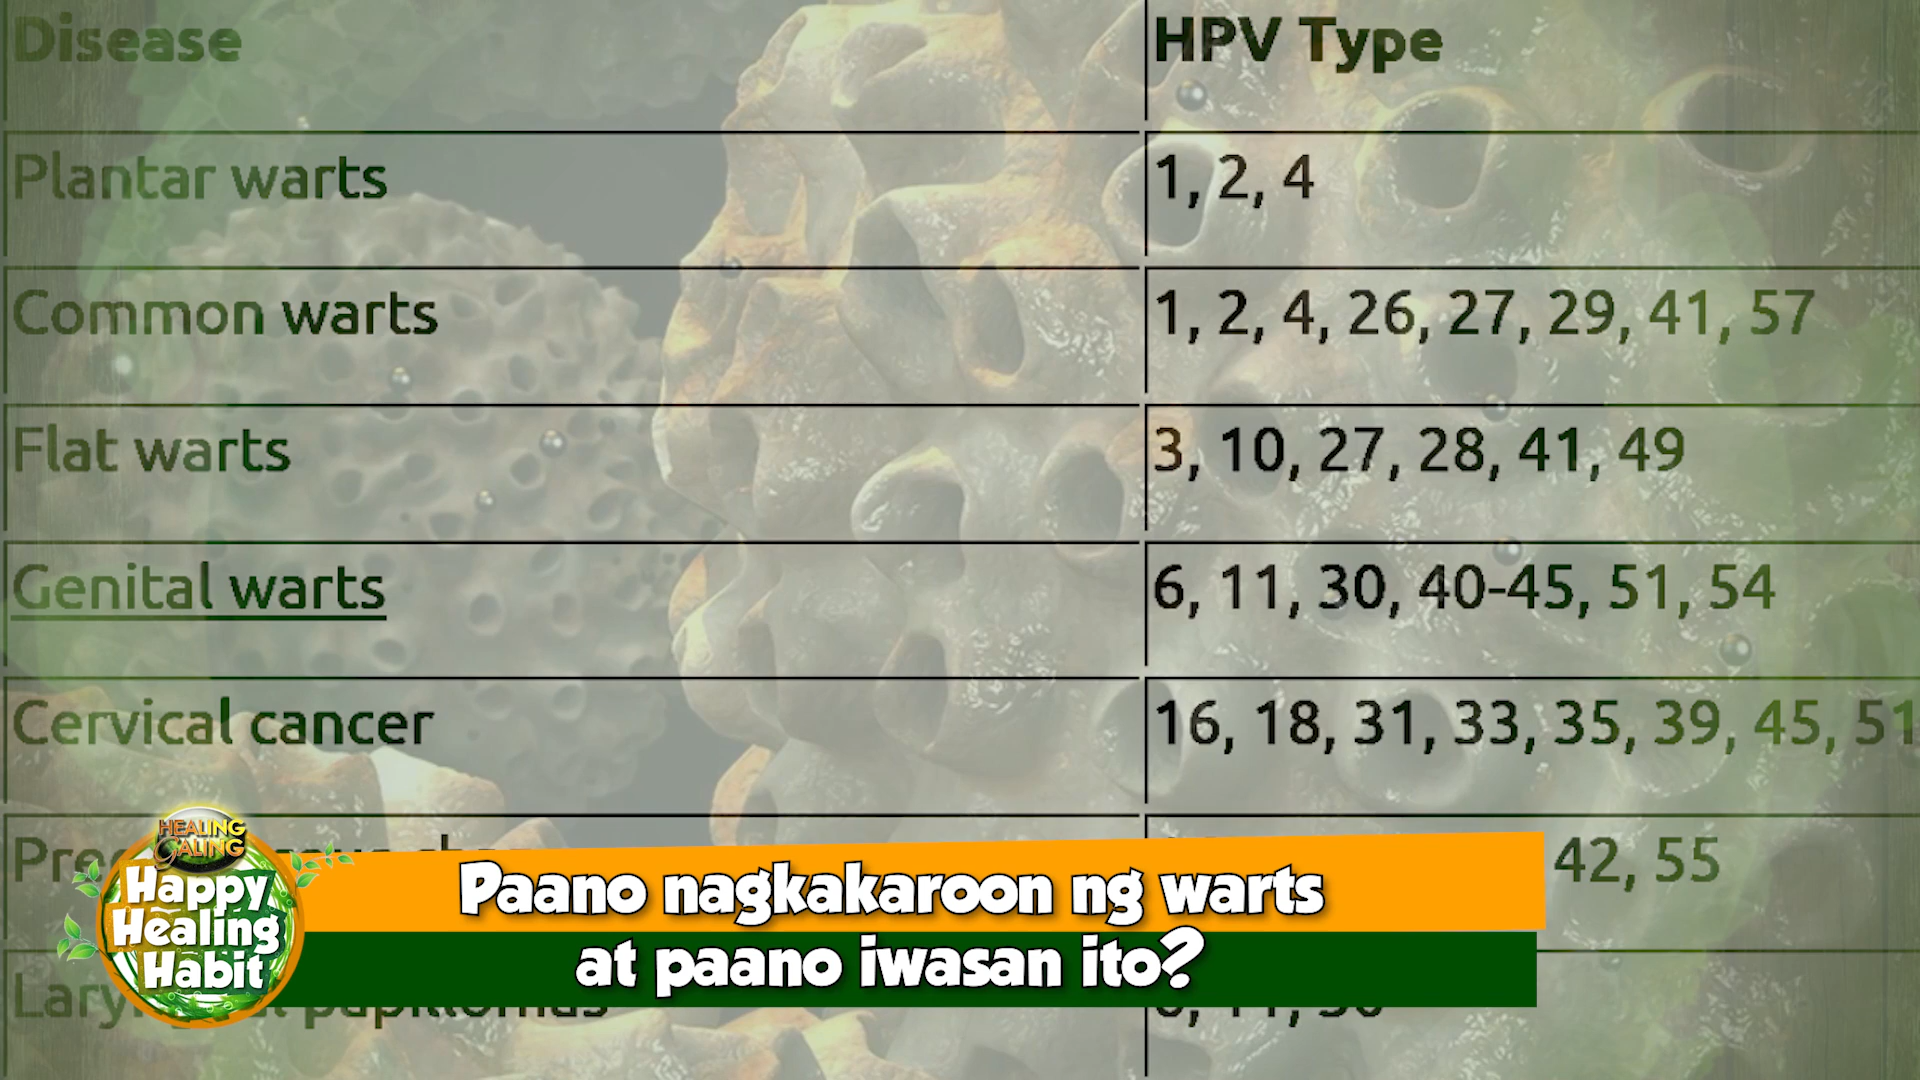 Disease HPV Type
Plantar warts 1, 2, 4
Common warts 1, 2, 4, 26, 27, 29, 41, 57
Flat warts 3, 10, 27, 28, 41, 49
Genital warts 6, 11, 30, 40-45, 51, 54
Cervical cancer 16, 18, 31, 33, 35, 39, 45, 51
42, 55
HEALING
GALING
Happy
Healing
Habit
Paano nagkakaroon ng warts
at paano iwasan ito?